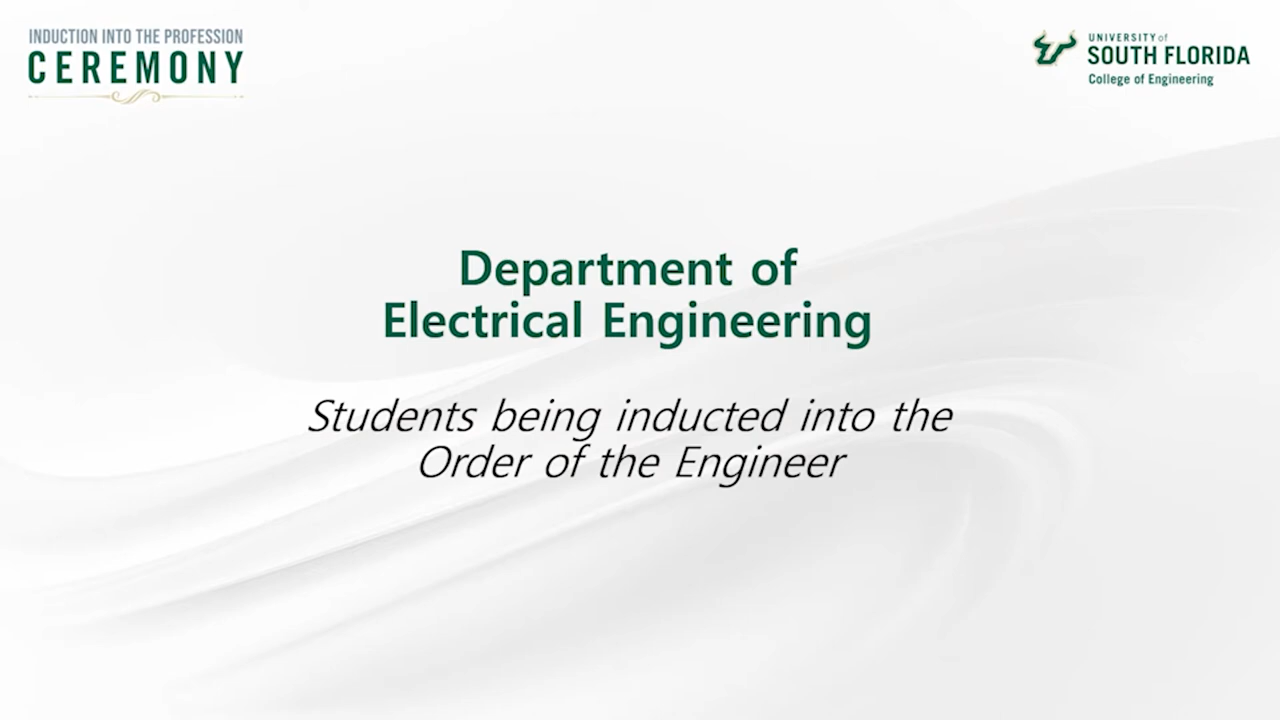 INDUCTION INTO THE PROFESSION
CEREMONY
UNIVERSITY of
SOUTH FLORIDA
College of Engineering
Department of
Electrical Engineering
Students being inducted into the
Order of the Engineer